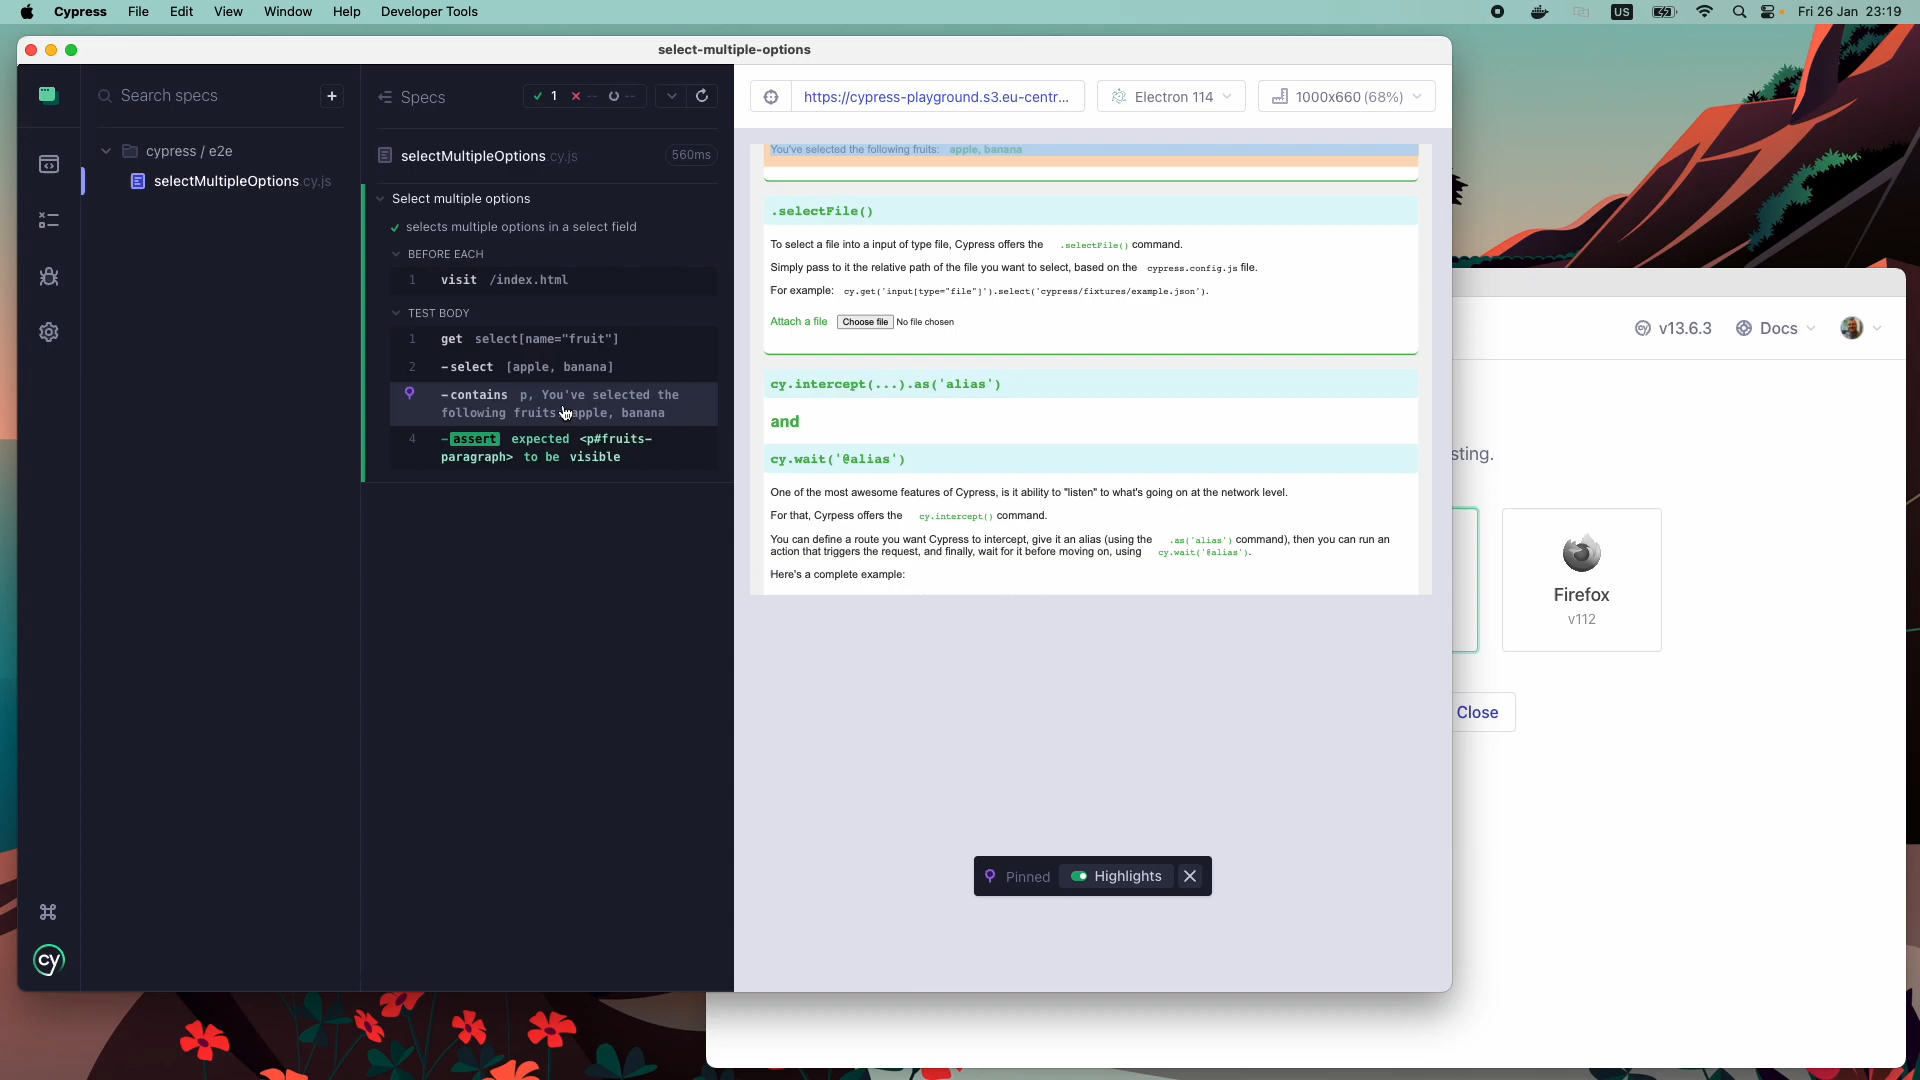 Cypress File Edit View Window Help Developer Tools
US Fri 26 Jan 23:19
select-multiple-options
Search specs
+
cypress / e2e
selectMultipleOptions.cy.js
Specs
1 -- --
selectMultipleOptions.cy.js 560ms
Select multiple options
selects multiple options in a select field
BEFORE EACH
1 visit /index.html
TEST BODY
1 get select[name="fruit"]
2 -select [apple, banana]
-contains p, You've selected the
following fruits apple, banana
4 -assert expected <p#fruits-
paragraph> to be visible
cy
https://cypress-playground.s3.eu-centr...
Electron 114
1000x660 (68%)
You've selected the following fruits: apple, banana
.selectFile()
To select a file into a input of type file, Cypress offers the .selectFile() command.
Simply pass to it the relative path of the file you want to select, based on the cypress.config.js file.
For example: cy.get('input[type="file"]').select('cypress/fixtures/example.json').
Attach a file Choose file No file chosen
cy.intercept(...).as('alias')
and
cy.wait('@alias')
One of the most awesome features of Cypress, is it ability to "listen" to what's going on at the network level.
For that, Cyrpess offers the cy.intercept() command.
You can define a route you want Cypress to intercept, give it an alias (using the .as('alias') command), then you can run an
action that triggers the request, and finally, wait for it before moving on, using cy.wait('@alias').
Here's a complete example:
Pinned Highlights
v13.6.3 Docs
sting.
Firefox
v112
Close